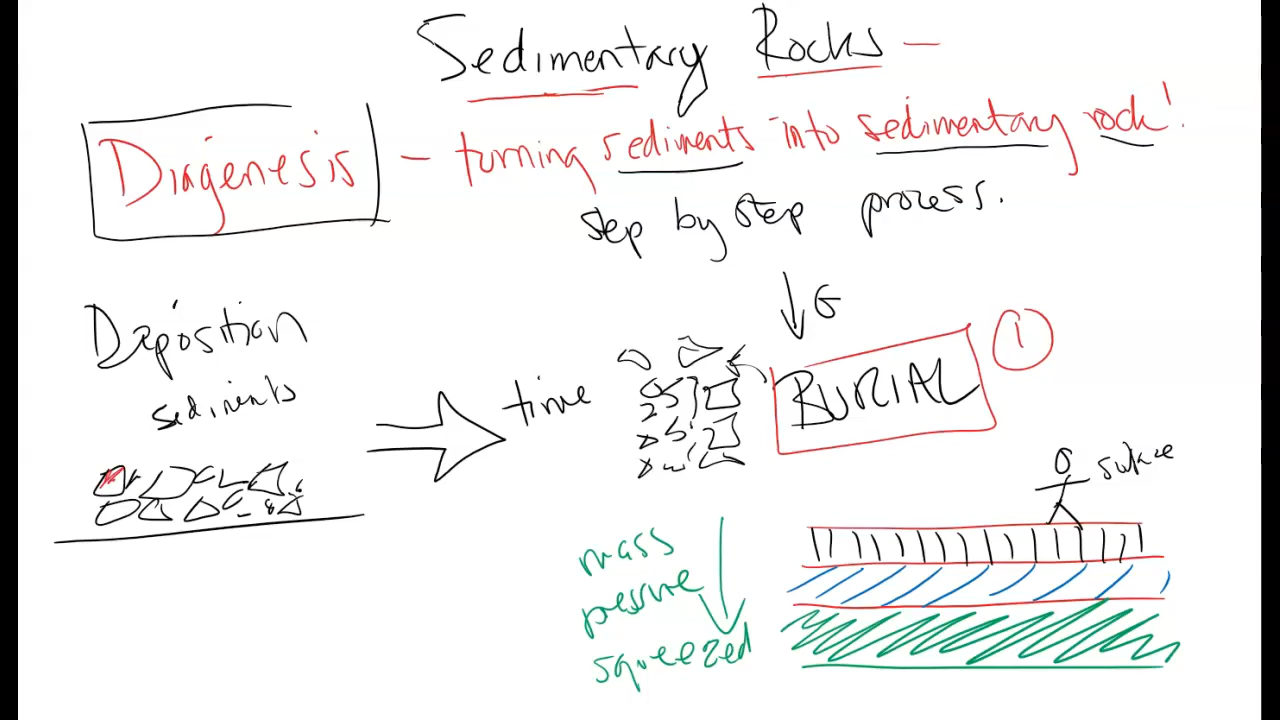 Sedimentary Rocks -
Diagenesis - turning sediments into sedimentary rock!
step by step process.
G
Deposition
sediments
time
BURIAL
1
surface
mass
pressure
squeezed